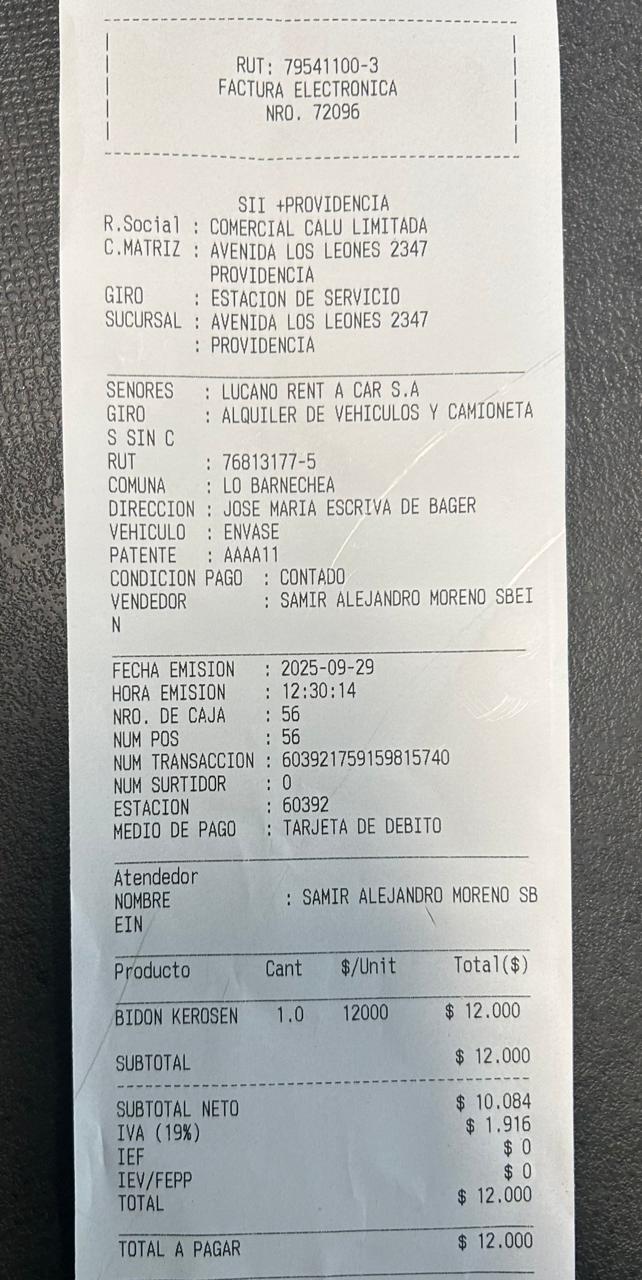 RUT: 79541100-3
FACTURA ELECTRONICA
NRO. 72096
SII +PROVIDENCIA
R.Social : COMERCIAL CALU LIMITADA
C.MATRIZ : AVENIDA LOS LEONES 2347
PROVIDENCIA
GIRO : ESTACION DE SERVICIO
SUCURSAL : AVENIDA LOS LEONES 2347
: PROVIDENCIA
SENORES : LUCANO RENT A CAR S.A
GIRO : ALQUILER DE VEHICULOS Y CAMIONETA
S SIN C
RUT : 76813177-5
COMUNA : LO BARNECHEA
DIRECCION : JOSE MARIA ESCRIVA DE BAGER
VEHICULO : ENVASE
PATENTE : AAAA11
CONDICION PAGO : CONTADO
VENDEDOR : SAMIR ALEJANDRO MORENO SBEI
N
FECHA EMISION : 2025-09-29
HORA EMISION : 12:30:14
NRO. DE CAJA : 56
NUM POS : 56
NUM TRANSACCION : 603921759159815740
NUM SURTIDOR : 0
ESTACION : 60392
MEDIO DE PAGO : TARJETA DE DEBITO
Atendedor
NOMBRE : SAMIR ALEJANDRO MORENO SB
EIN
Producto Cant $/Unit Total($)
BIDON KEROSEN 1.0 12000 $ 12.000
SUBTOTAL $ 12.000
SUBTOTAL NETO $ 10.084
IVA (19%) $ 1.916
IEF $ 0
IEV/FEPP $ 0
TOTAL $ 12.000
TOTAL A PAGAR $ 12.000